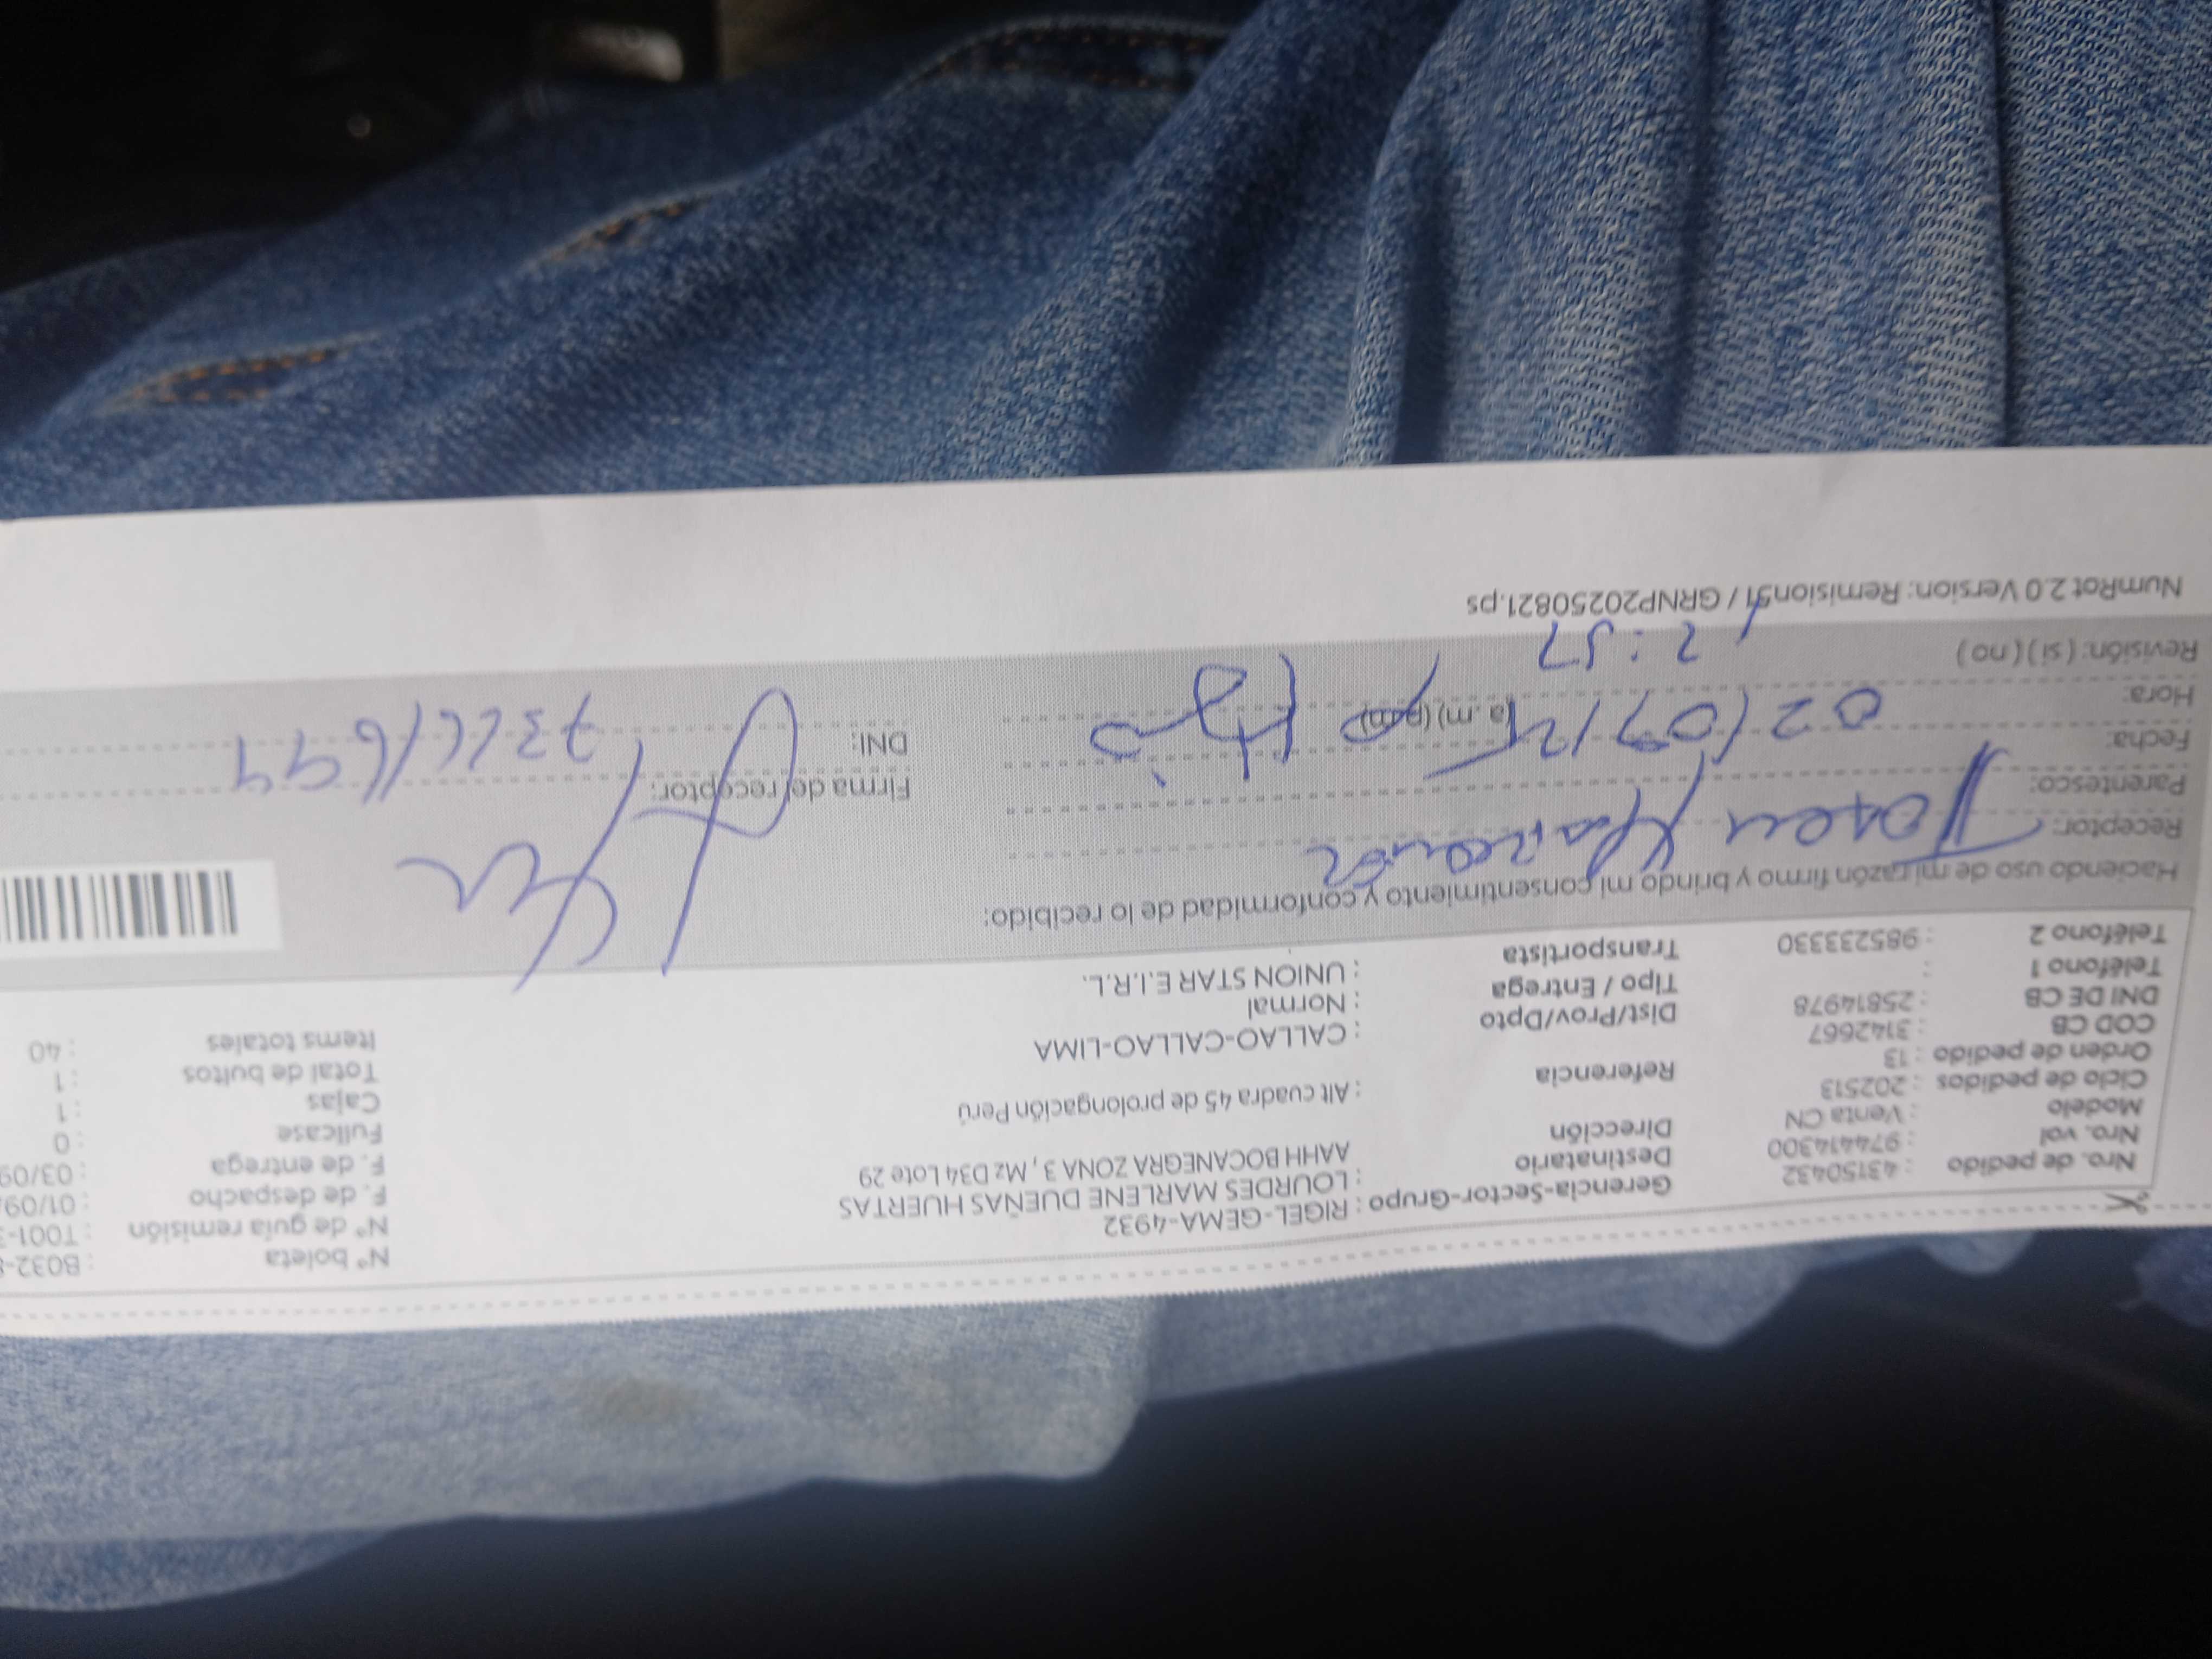 Nro. de pedido : 43150432
Nro. vol : 974414300
Modelo : Venta CN
Ciclo de pedidos : 202513
Orden de pedido : 13
COD CB : 3142667
DNI DE CB : 25814978
Teléfono 1 :
Teléfono 2 : 985233330
Gerencia-Sector-Grupo : RIGEL-GEMA-4932
Destinatario : LOURDES MARLENE DUEÑAS HUERTAS
Dirección AAHH BOCANEGRA ZONA 3, Mz D34 Lote 29
Referencia : Alt cuadra 45 de prolongación Perú
Dist/Prov/Dpto : CALLAO-CALLAO-LIMA
Tipo / Entrega : Normal
Transportista : UNION STAR E.I.R.L.
N° boleta : B032-
N° de guía remisión : T001-
F. de despacho : 01/09
F. de entrega : 03/09
Fullcase : 0
Cajas : 1
Total de bultos : 1
Items totales : 40
Haciendo uso de mi razón firmo y brindo mi consentimiento y conformidad de lo recibido:
Receptor:
Parentesco: Hijo
Fecha: 02/09/25
Hora: (a. m) (p.m) 12:57
Revisión: ( si ) ( no )
Firma del receptor:
DNI:
NumRot 2.0 Version: Remision51 / GRNP20250821.ps